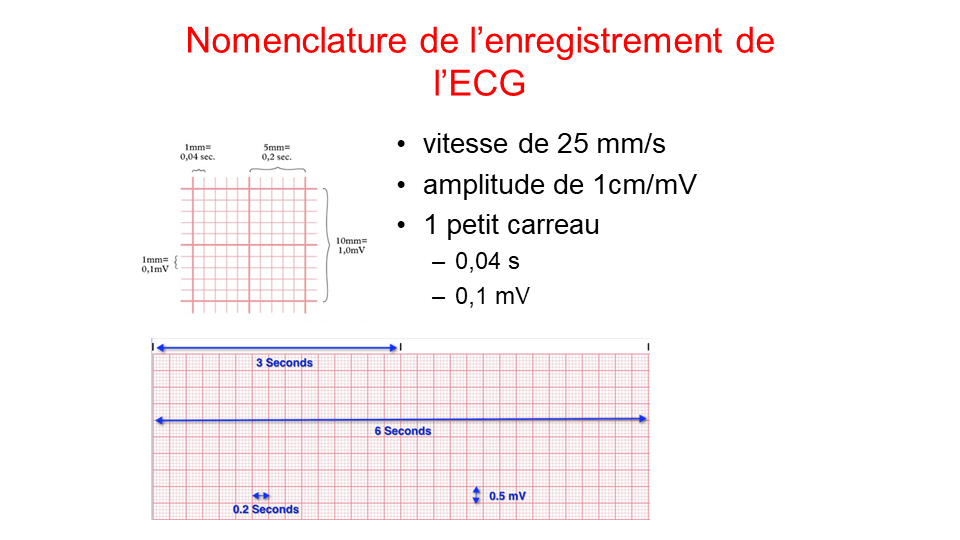 Nomenclature de l’enregistrement de
l’ECG
1mm=
0,04 sec.
5mm=
0,2 sec.
10mm=
1,0mV
1mm=
0,1mV
• vitesse de 25 mm/s
• amplitude de 1cm/mV
• 1 petit carreau
– 0,04 s
– 0,1 mV
3 Seconds
6 Seconds
0.2 Seconds
0.5 mV